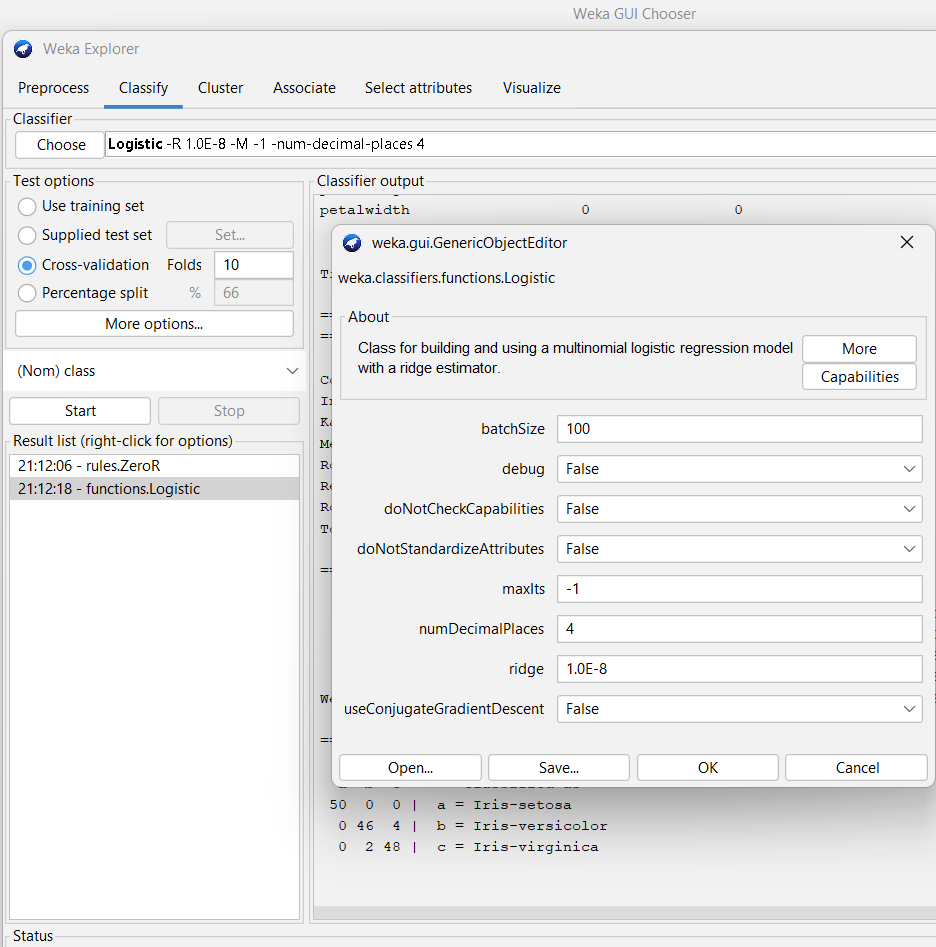 Weka GUI Chooser
Weka Explorer
Preprocess Classify Cluster Associate Select attributes Visualize
Classifier
Choose Logistic -R 1.0E-8 -M -1 -num-decimal-places 4
Test options
Use training set
Supplied test set Set...
Cross-validation Folds 10
Percentage split % 66
More options...
(Nom) class
Start Stop
Result list (right-click for options)
21:12:06 - rules.ZeroR
21:12:18 - functions.Logistic
Classifier output
petalwidth 0 0
weka.gui.GenericObjectEditor
weka.classifiers.functions.Logistic
About
Class for building and using a multinomial logistic regression model
with a ridge estimator.
More
Capabilities
batchSize 100
debug False
doNotCheckCapabilities False
doNotStandardizeAttributes False
maxIts -1
numDecimalPlaces 4
ridge 1.0E-8
useConjugateGradientDescent False
Open... Save... OK Cancel
50 0 0 | a = Iris-setosa
0 46 4 | b = Iris-versicolor
0 2 48 | c = Iris-virginica
Status